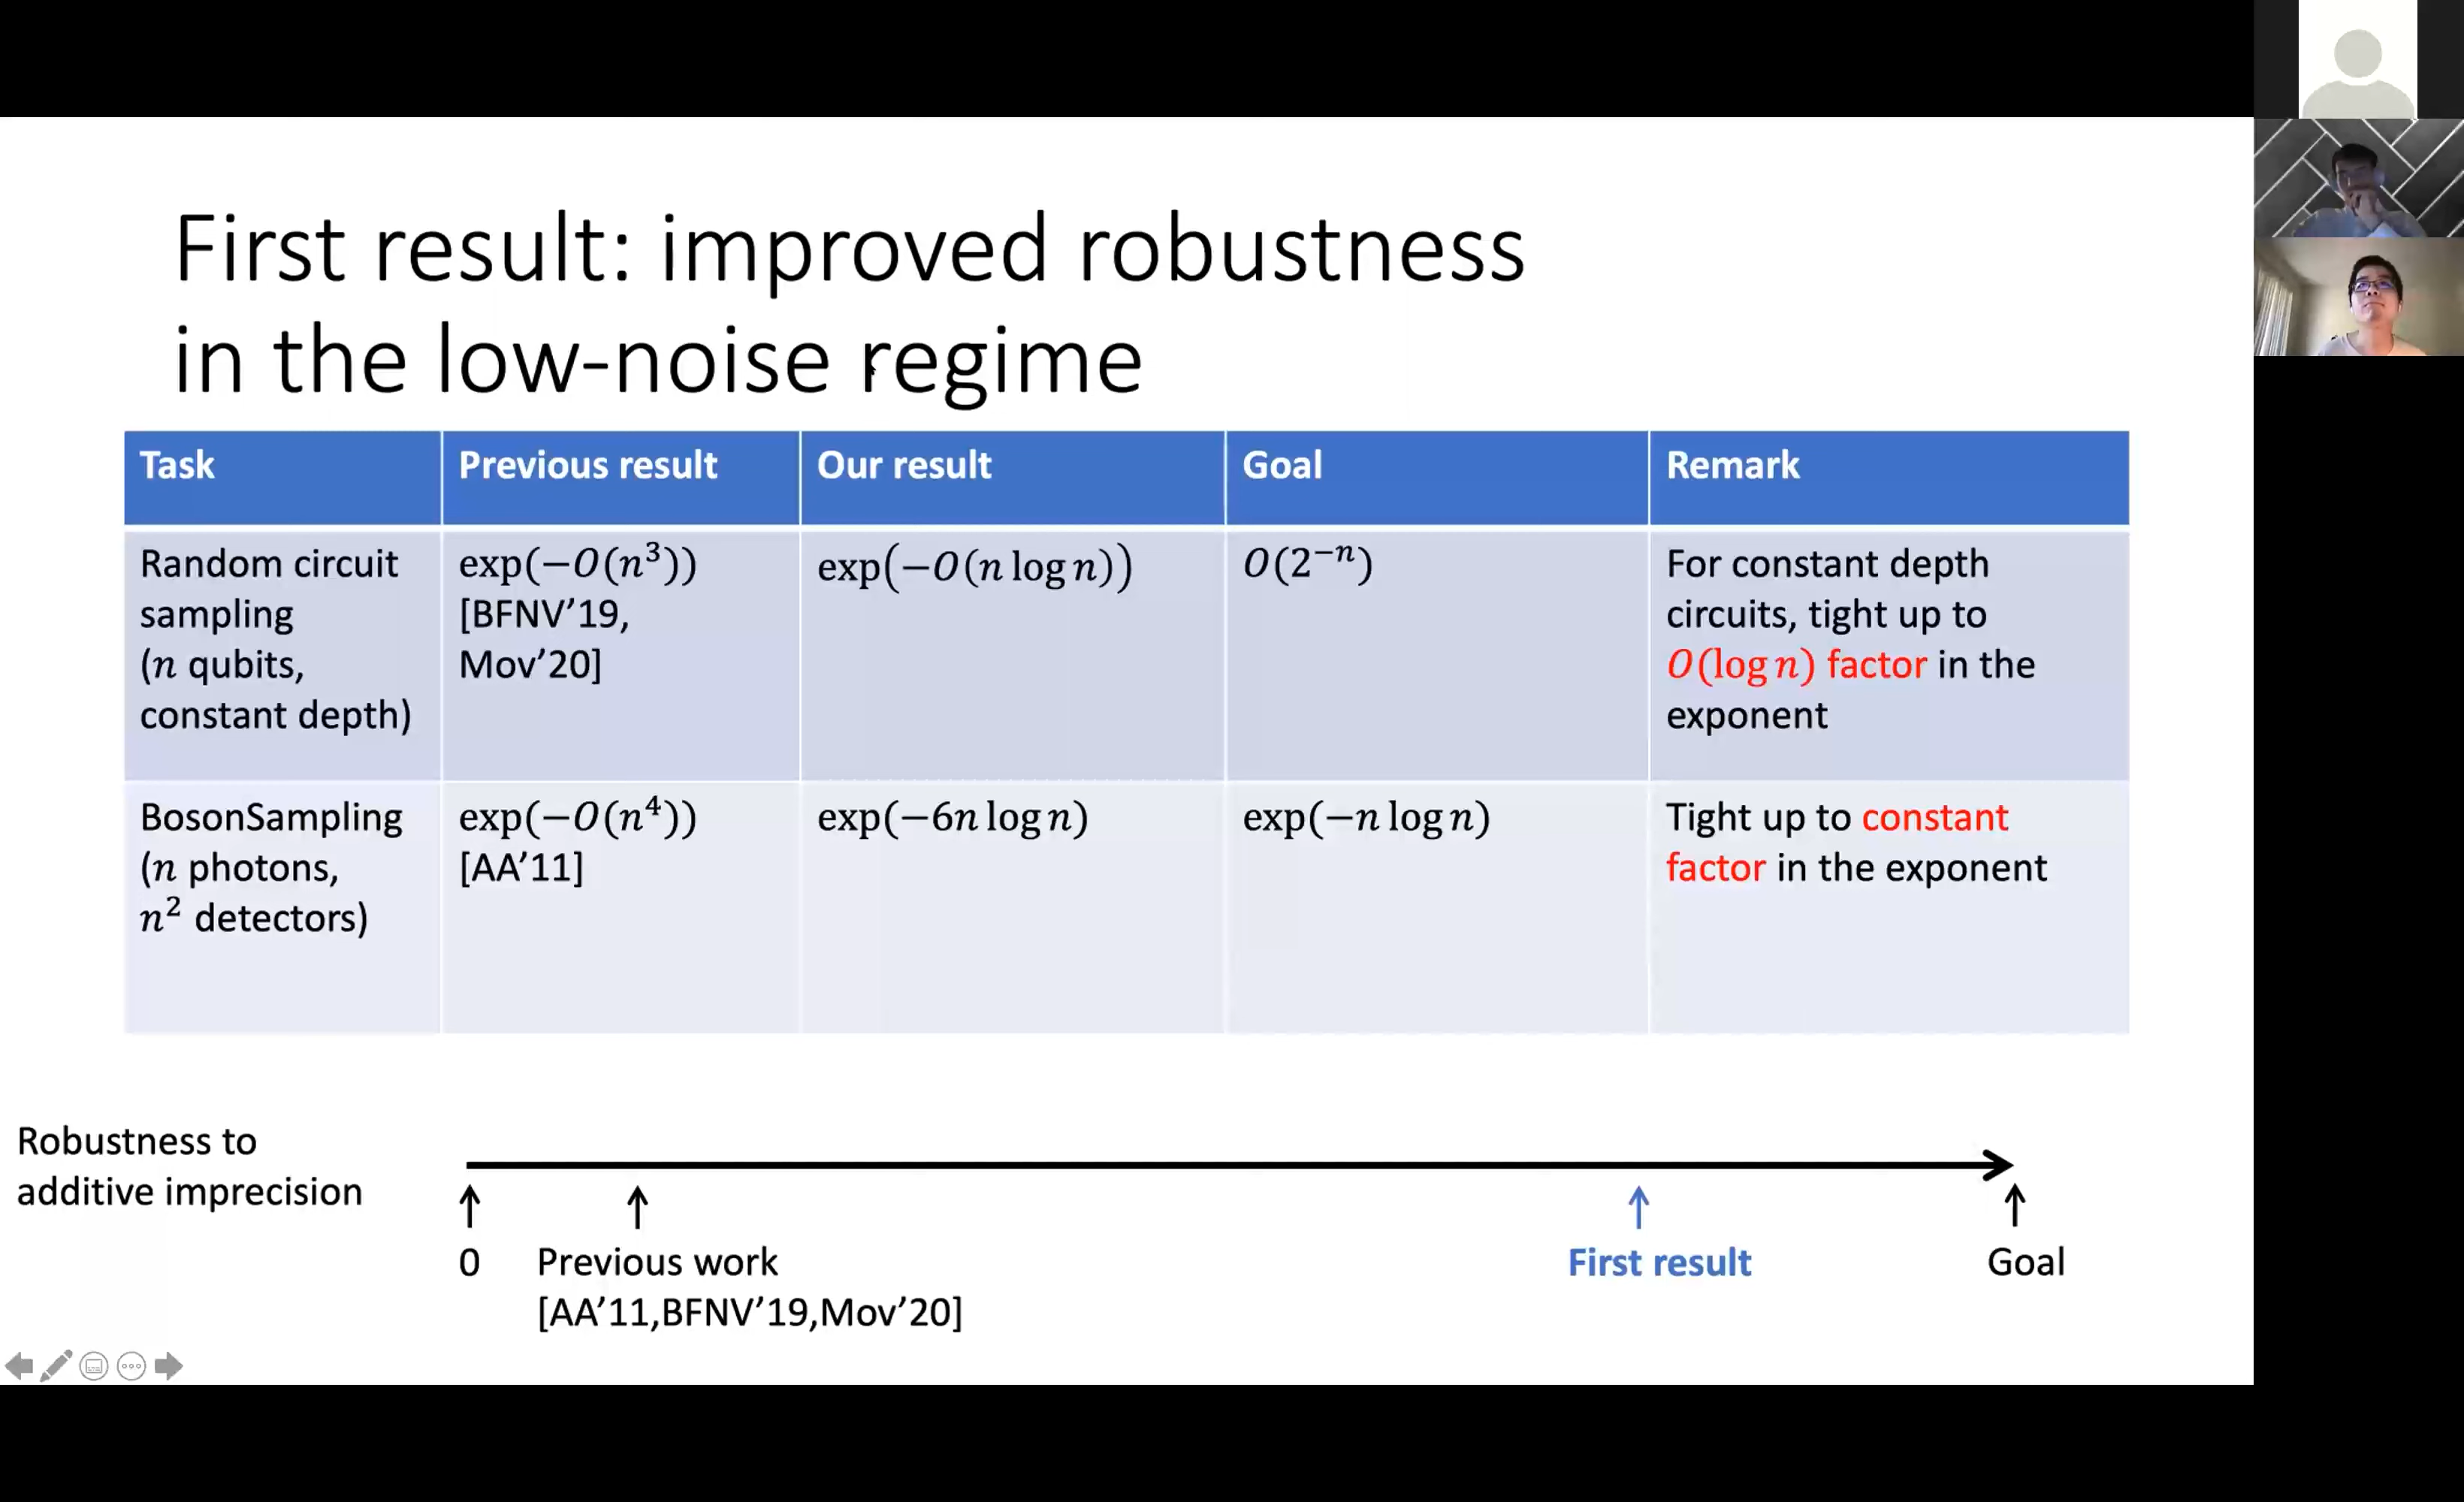 First result: improved robustness
in the low-noise regime
Task
Previous result
Our result
Goal
Remark
Random circuit
sampling
(n qubits,
constant depth)
exp(−O(n³))
[BFNV’19,
Mov’20]
exp(−O(n log n))
O(2⁻ⁿ)
For constant depth
circuits, tight up to
O(log n) factor in the
exponent
BosonSampling
(n photons,
n² detectors)
exp(−O(n⁴))
[AA’11]
exp(−6n log n)
exp(−n log n)
Tight up to constant
factor in the exponent
Robustness to
additive imprecision
0
Previous work
[AA’11,BFNV’19,Mov’20]
First result
Goal